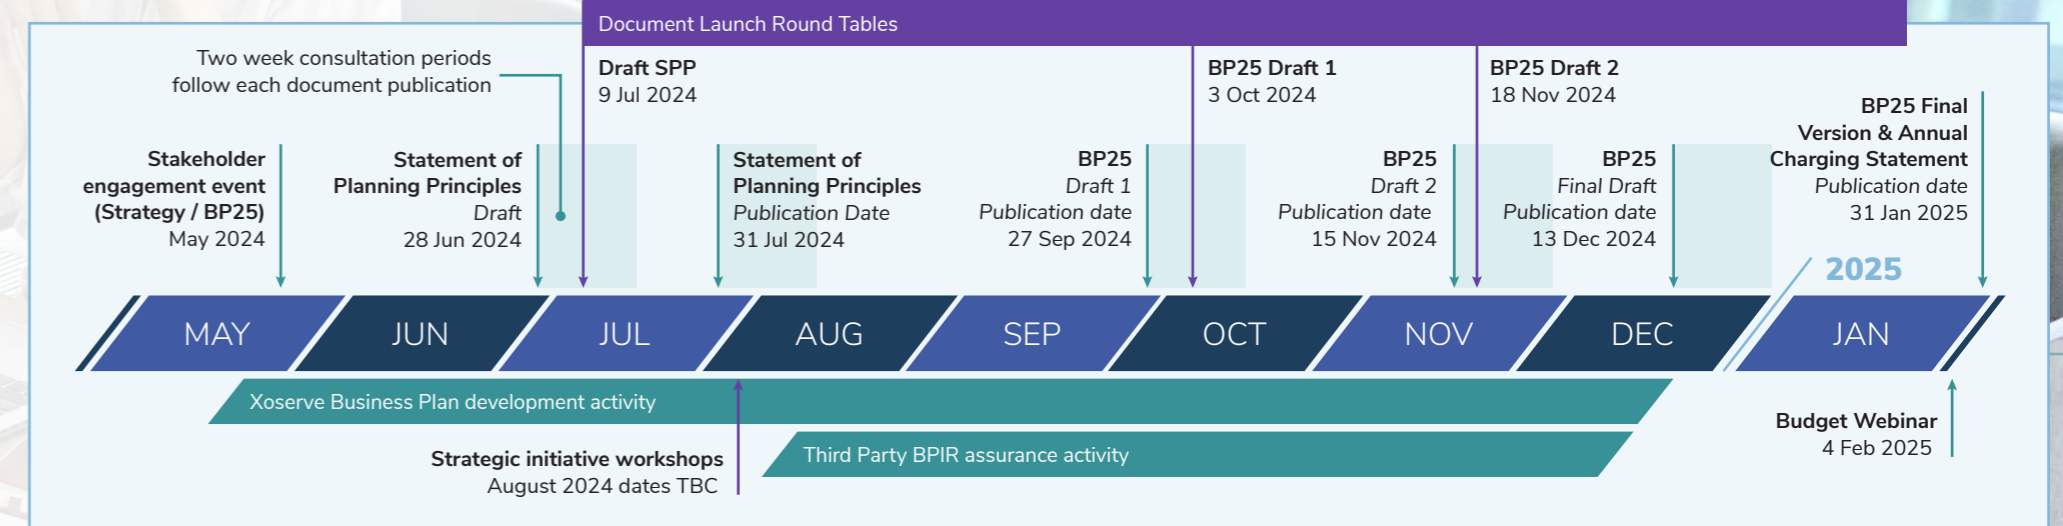 Document Launch Round Tables
Two week consultation periods
follow each document publication
Draft SPP
9 Jul 2024
BP25 Draft 1
3 Oct 2024
BP25 Draft 2
18 Nov 2024
Stakeholder
engagement event
(Strategy / BP25)
May 2024
Statement of
Planning Principles
Draft
28 Jun 2024
Statement of
Planning Principles
Publication Date
31 Jul 2024
BP25
Draft 1
Publication date
27 Sep 2024
BP25
Draft 2
Publication date
15 Nov 2024
BP25
Final Draft
Publication date
13 Dec 2024
BP25 Final
Version & Annual
Charging Statement
Publication date
31 Jan 2025
2025
MAY
JUN
JUL
AUG
SEP
OCT
NOV
DEC
JAN
Xoserve Business Plan development activity
Third Party BPIR assurance activity
Strategic initiative workshops
August 2024 dates TBC
Budget Webinar
4 Feb 2025